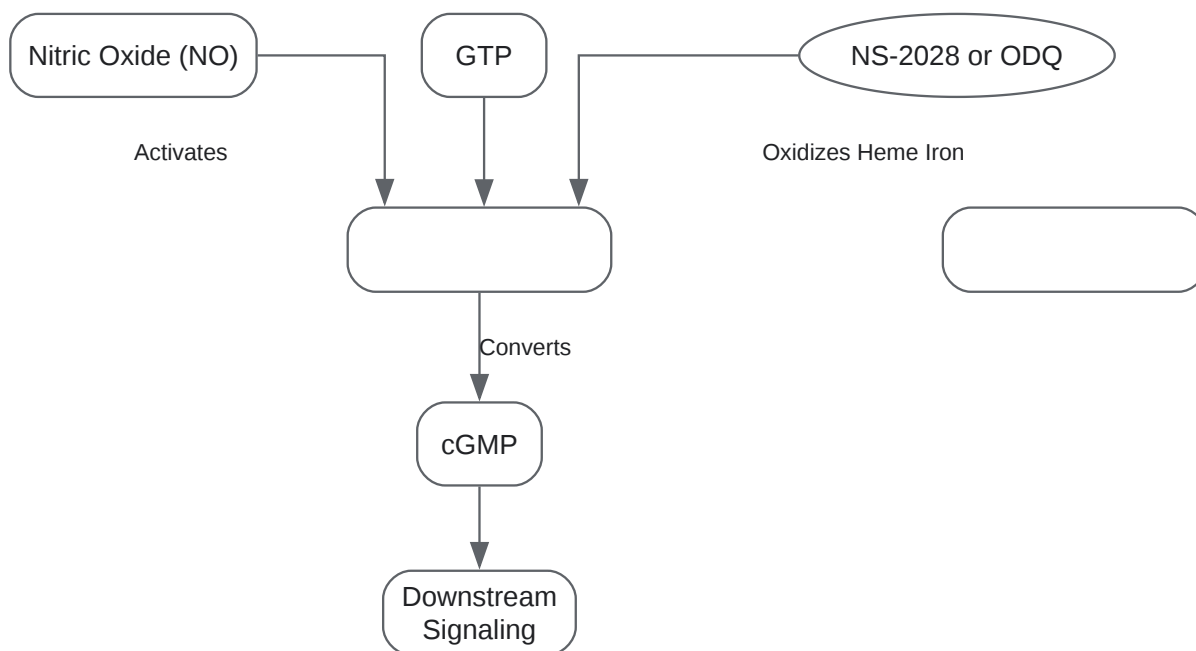 Nitric Oxide (NO)
GTP
NS-2028 or ODQ
Activates
Oxidizes Heme Iron
Converts
cGMP
Downstream
Signaling